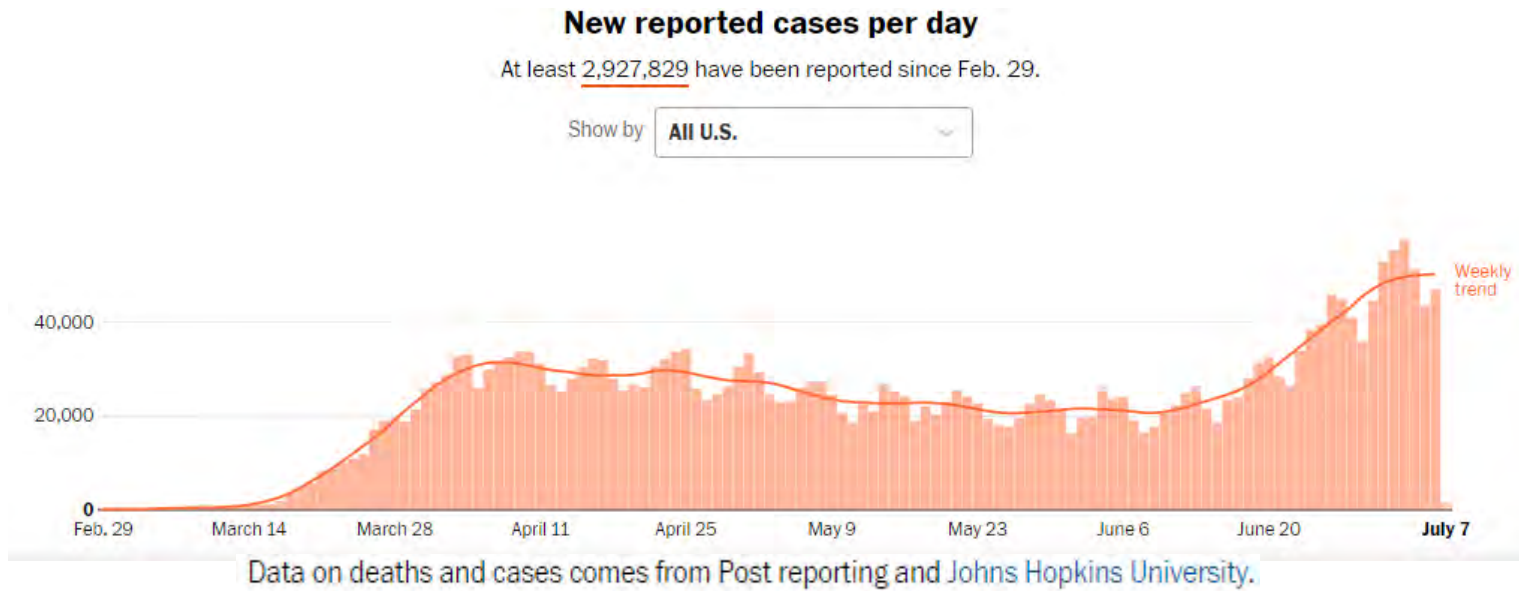 New reported cases per day
At least 2,927,829 have been reported since Feb. 29.
Show by All U.S.
Weekly
trend
40,000
20,000
0
Feb. 29 March 14 March 28 April 11 April 25 May 9 May 23 June 6 June 20 July 7
Data on deaths and cases comes from Post reporting and Johns Hopkins University.